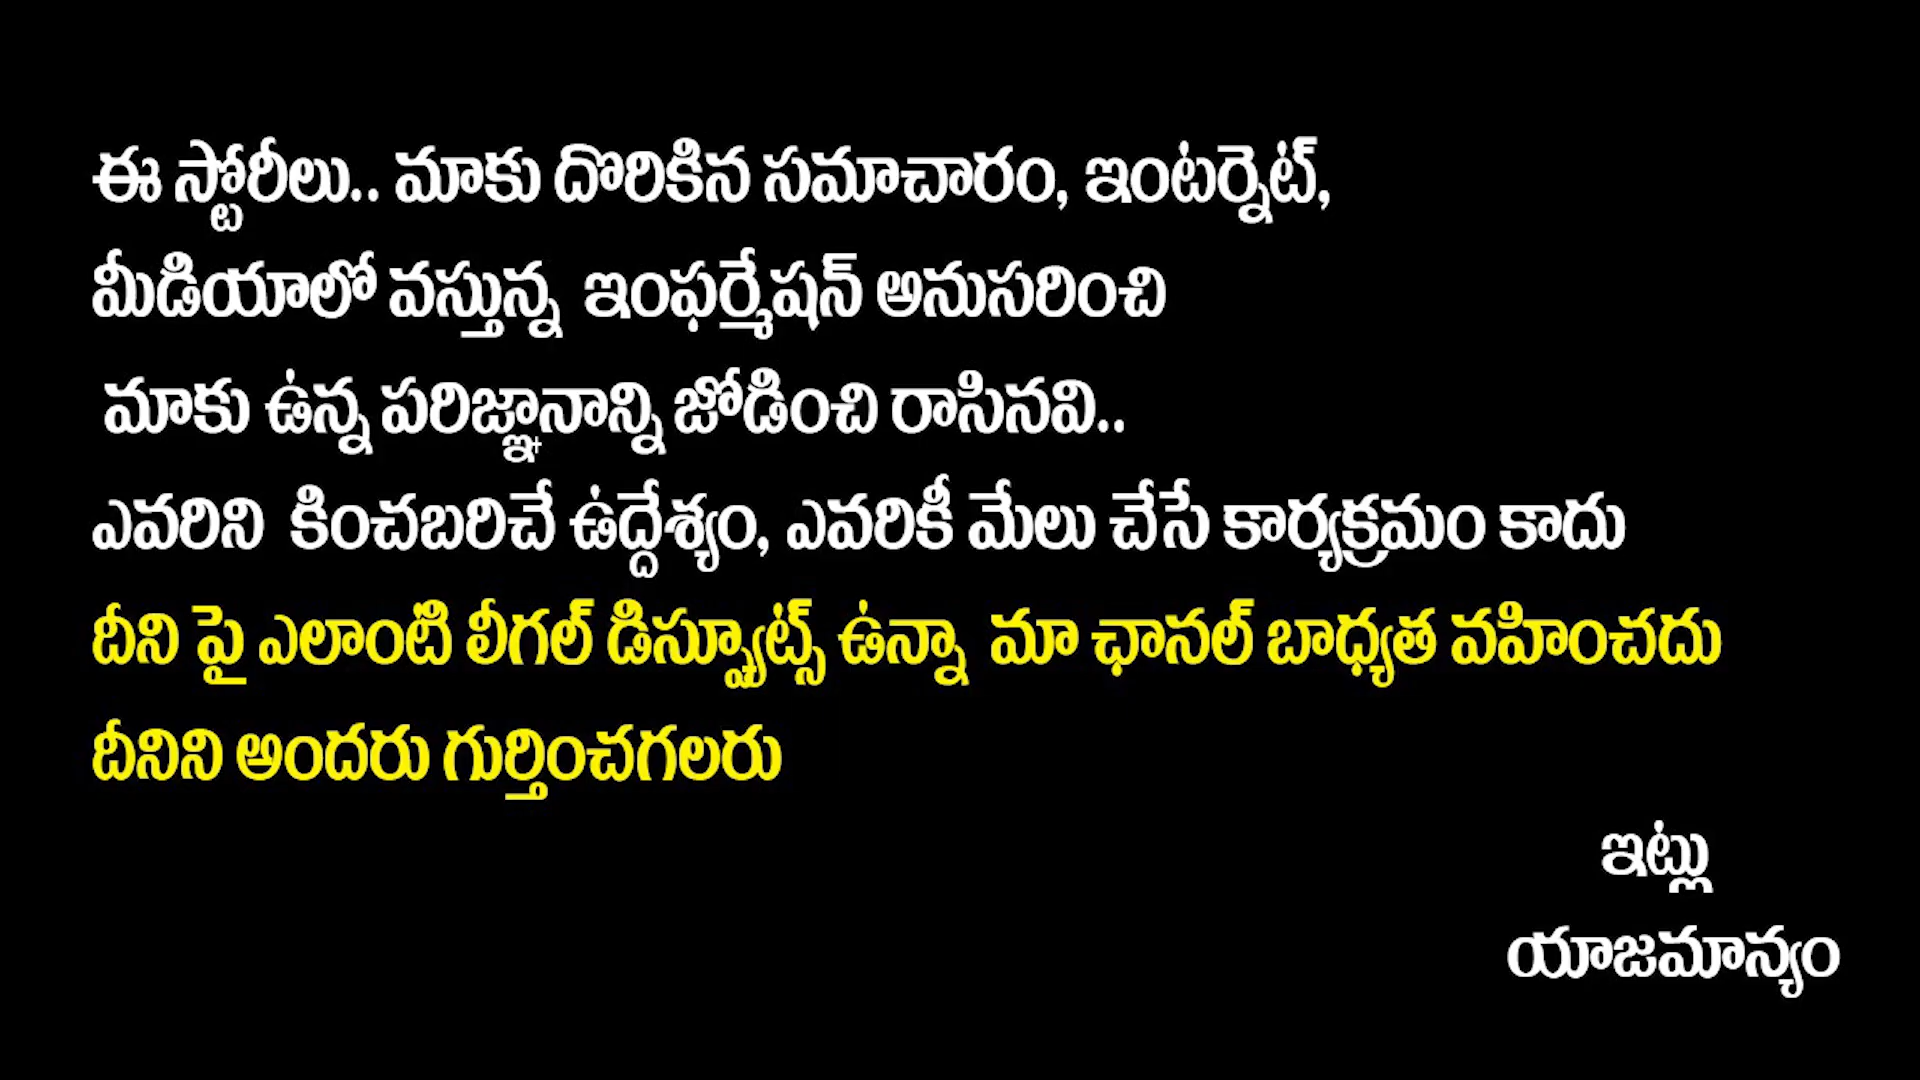 ఈ స్టోరీలు.. మాకు దొరికిన సమాచారం, ఇంటర్నెట్,
మీడియాలో వస్తున్న ఇంఫర్మేషన్ అనుసరించి
మాకు ఉన్న పరిజ్ఞానాన్ని జోడించి రాసినవి..
ఎవరిని కించబరిచే ఉద్దేశ్యం, ఎవరికీ మేలు చేసే కార్యక్రమం కాదు
దీని పై ఎలాంటి లీగల్ డిస్ప్యూట్స్ ఉన్నా మా ఛానల్ బాధ్యత వహించదు
దీనిని అందరు గుర్తించగలరు
ఇట్లు
యాజమాన్యం